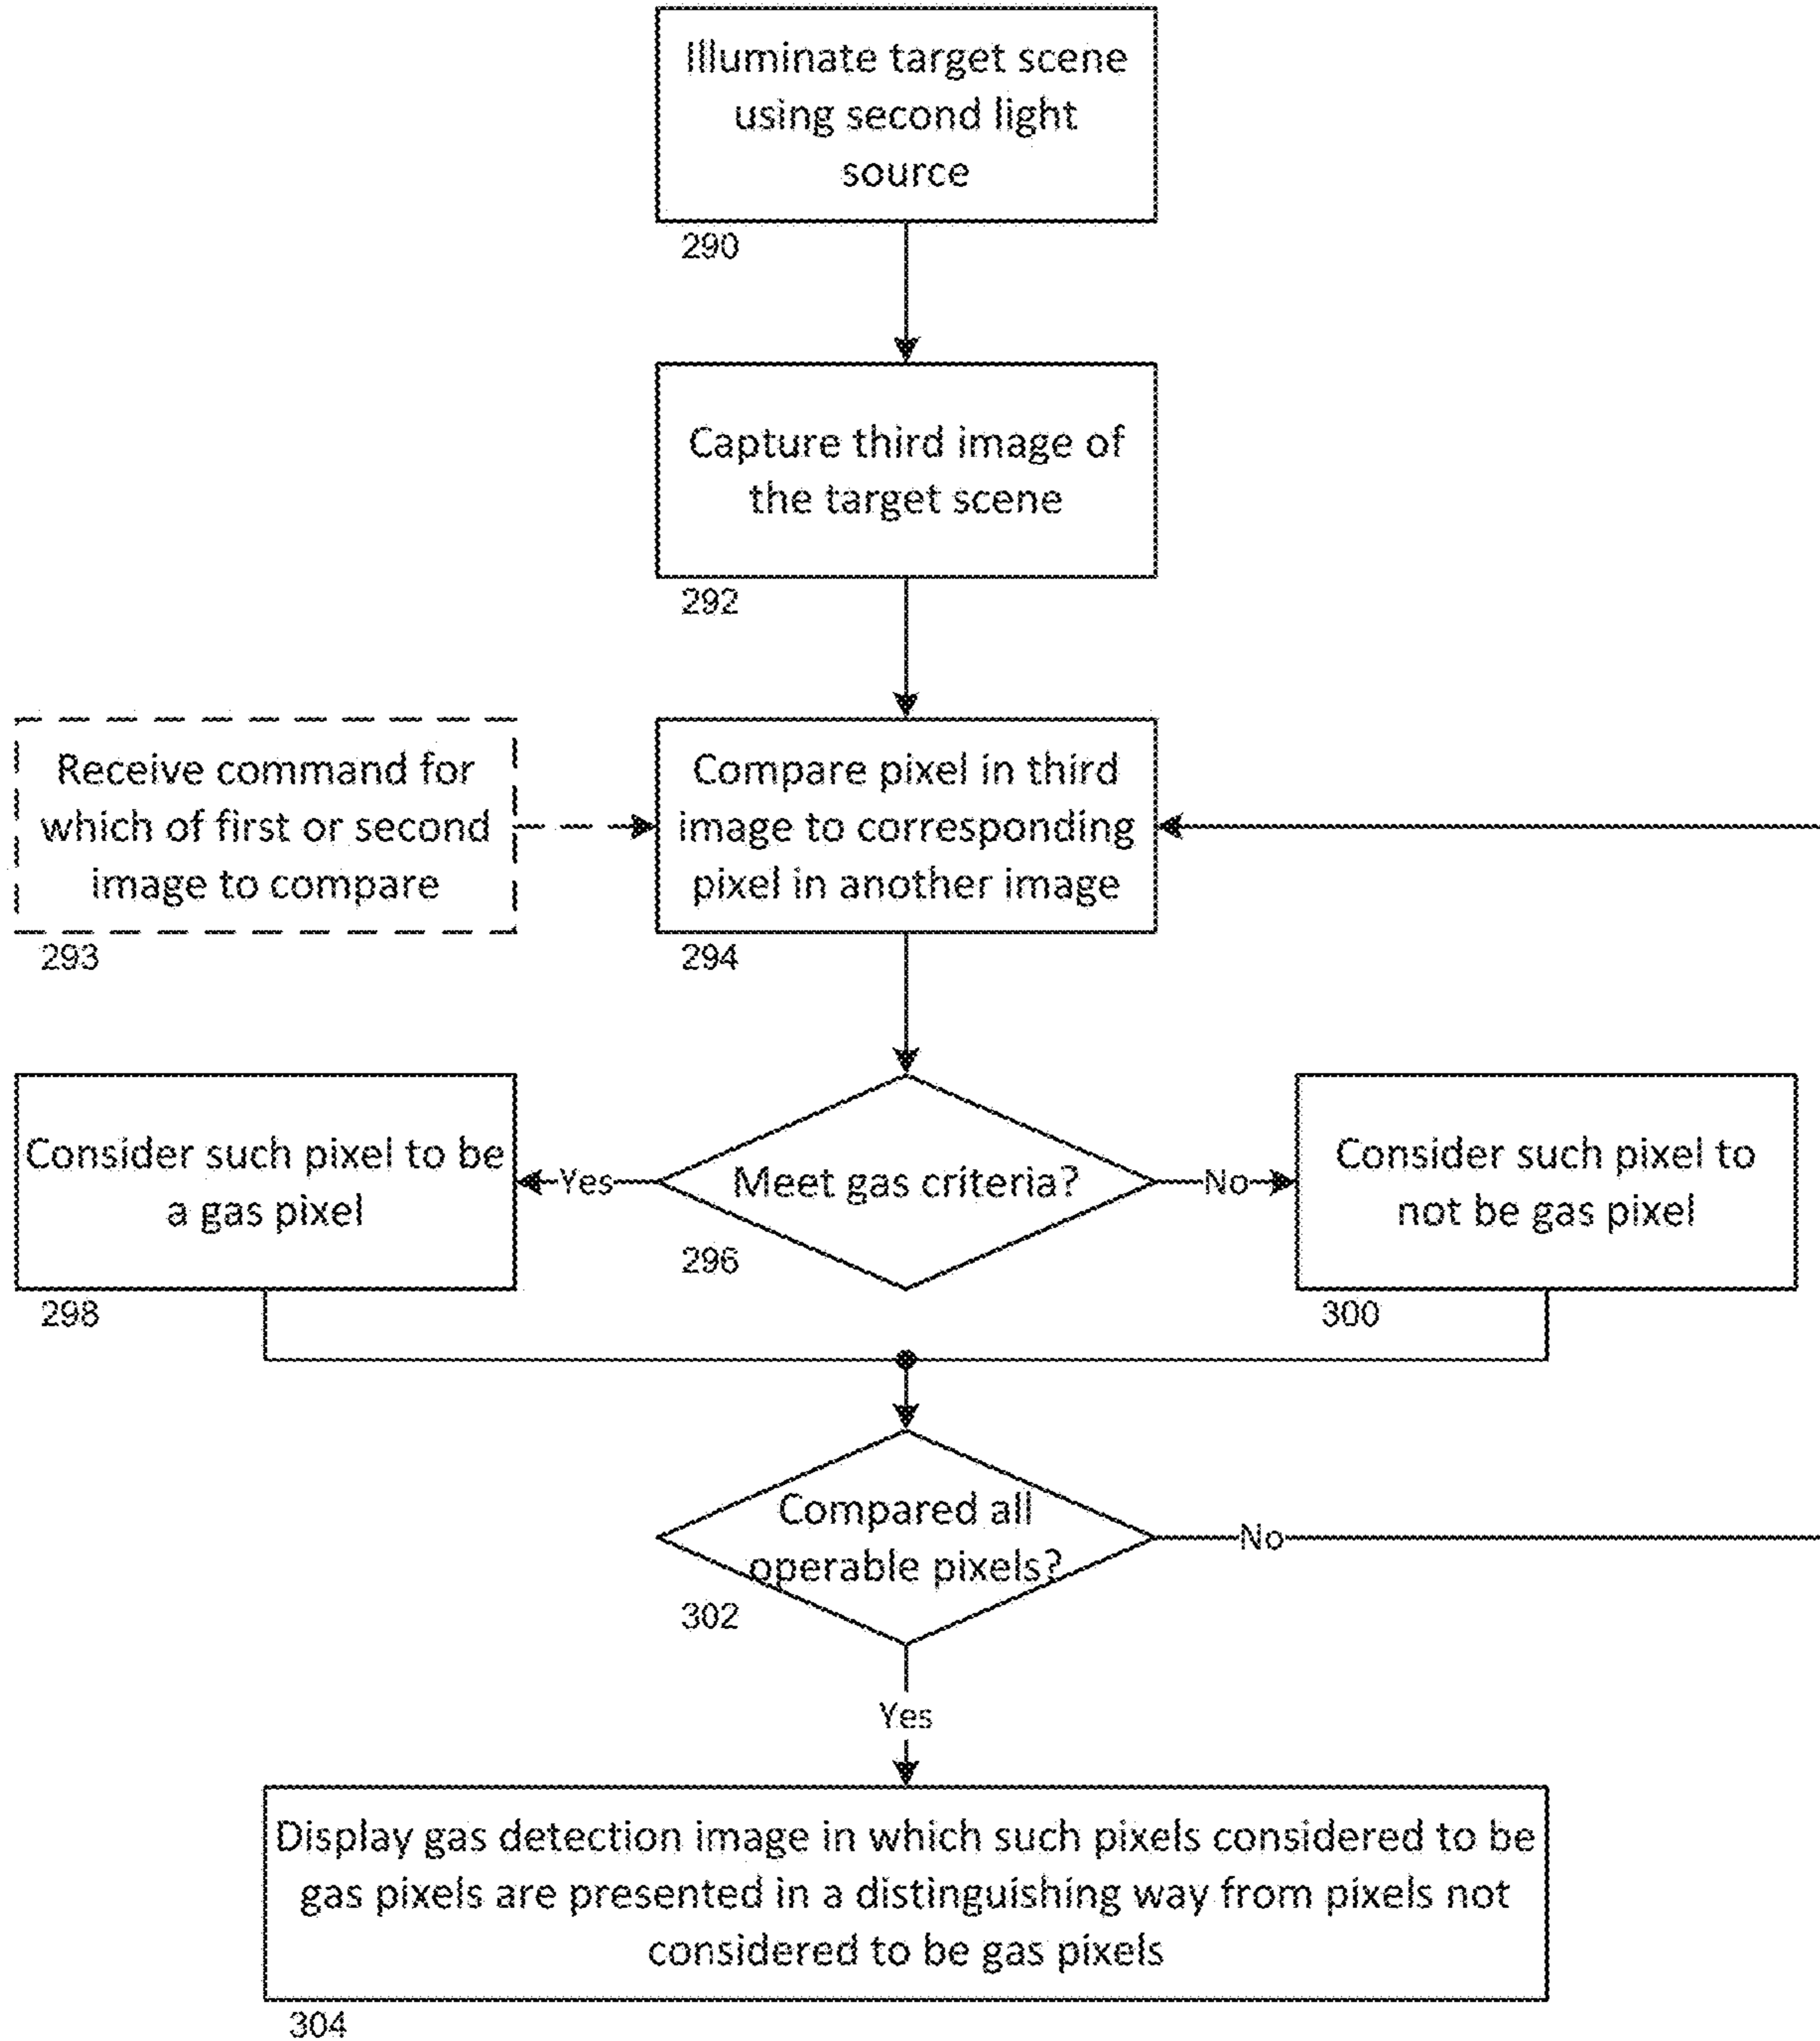 Illuminate target scene
using second light
source
290
Capture third image of
the target scene
292
Receive command for
which of first or second
image to compare
293
Compare pixel in third
image to corresponding
pixel in another image
294
Consider such pixel to be
a gas pixel
298
Yes
Meet gas criteria?
296
No
Consider such pixel to
not be gas pixel
300
Compared all
operable pixels?
302
No
Yes
Display gas detection image in which such pixels considered to be
gas pixels are presented in a distinguishing way from pixels not
considered to be gas pixels
304